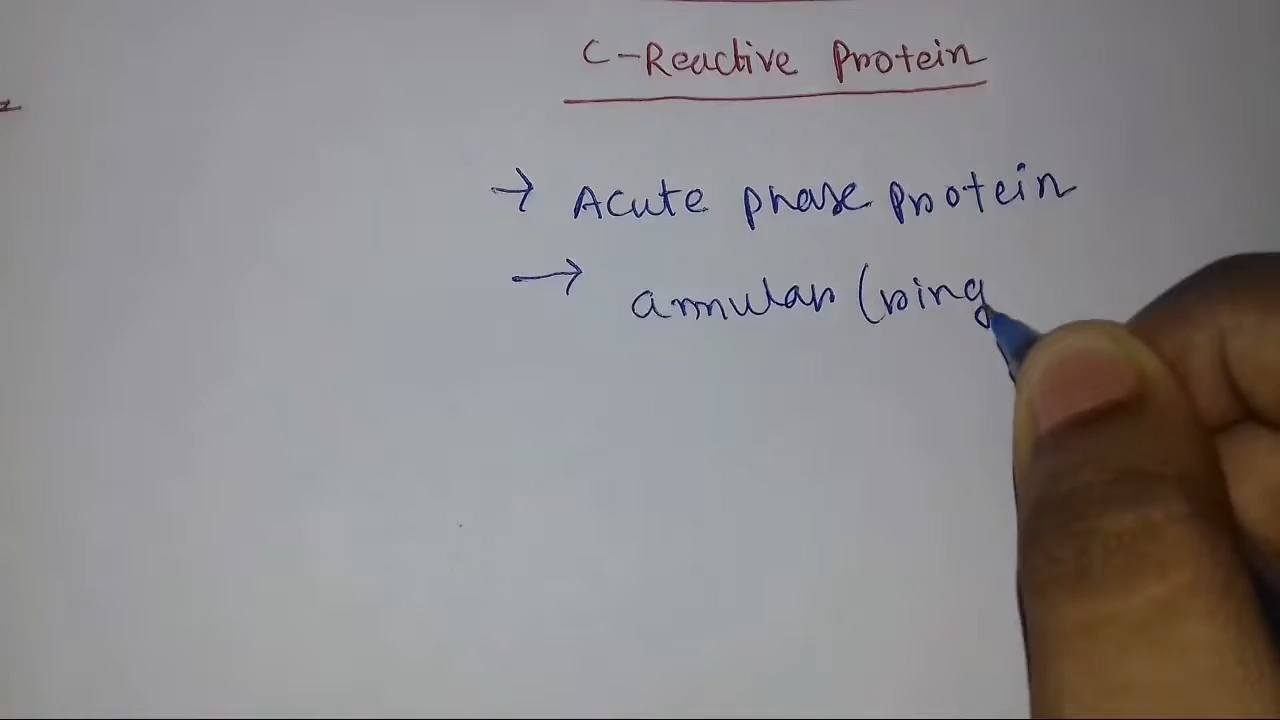 C-Reactive Protein
→ Acute phase protein
→ annular (ring